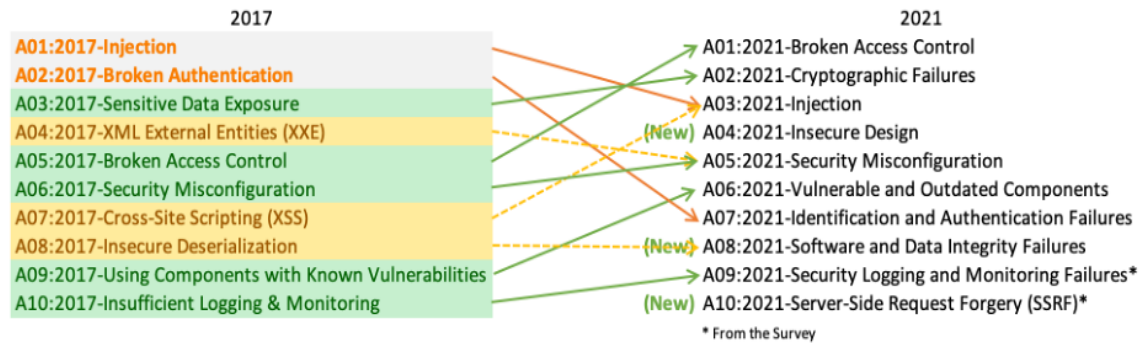 2017
2021
A01:2017-Injection
A01:2021-Broken Access Control
A02:2017-Broken Authentication
A02:2021-Cryptographic Failures
A03:2017-Sensitive Data Exposure
A03:2021-Injection
A04:2017-XML External Entities (XXE)
(New) A04:2021-Insecure Design
A05:2017-Broken Access Control
A05:2021-Security Misconfiguration
A06:2017-Security Misconfiguration
A06:2021-Vulnerable and Outdated Components
A07:2017-Cross-Site Scripting (XSS)
A07:2021-Identification and Authentication Failures
A08:2017-Insecure Deserialization
(New) A08:2021-Software and Data Integrity Failures
A09:2017-Using Components with Known Vulnerabilities
A09:2021-Security Logging and Monitoring Failures*
A10:2017-Insufficient Logging & Monitoring
(New) A10:2021-Server-Side Request Forgery (SSRF)*
* From the Survey